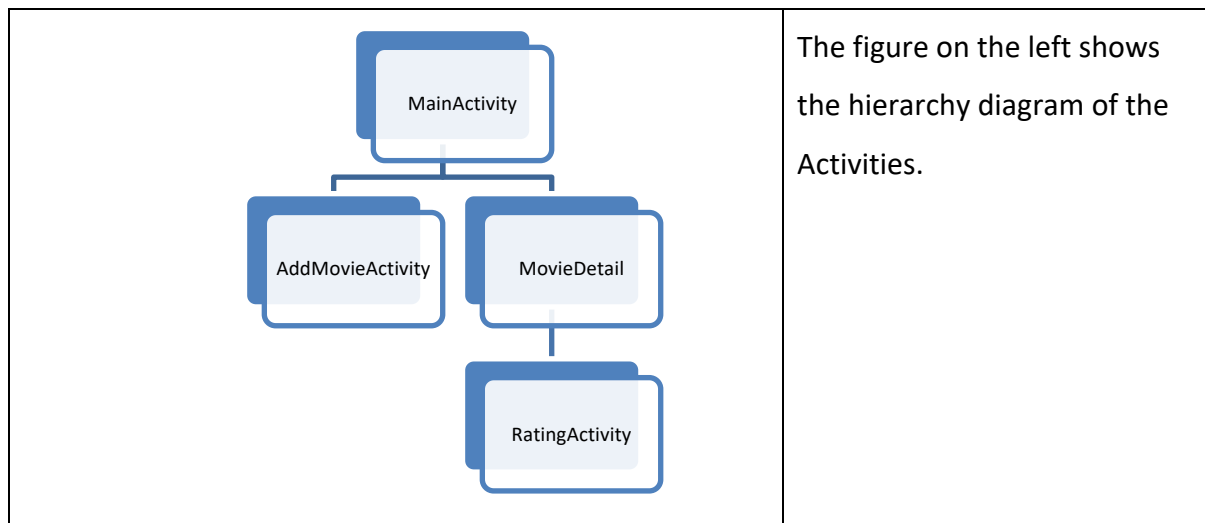 MainActivity
AddMovieActivity
MovieDetail
RatingActivity
The figure on the left shows
the hierarchy diagram of the
Activities.